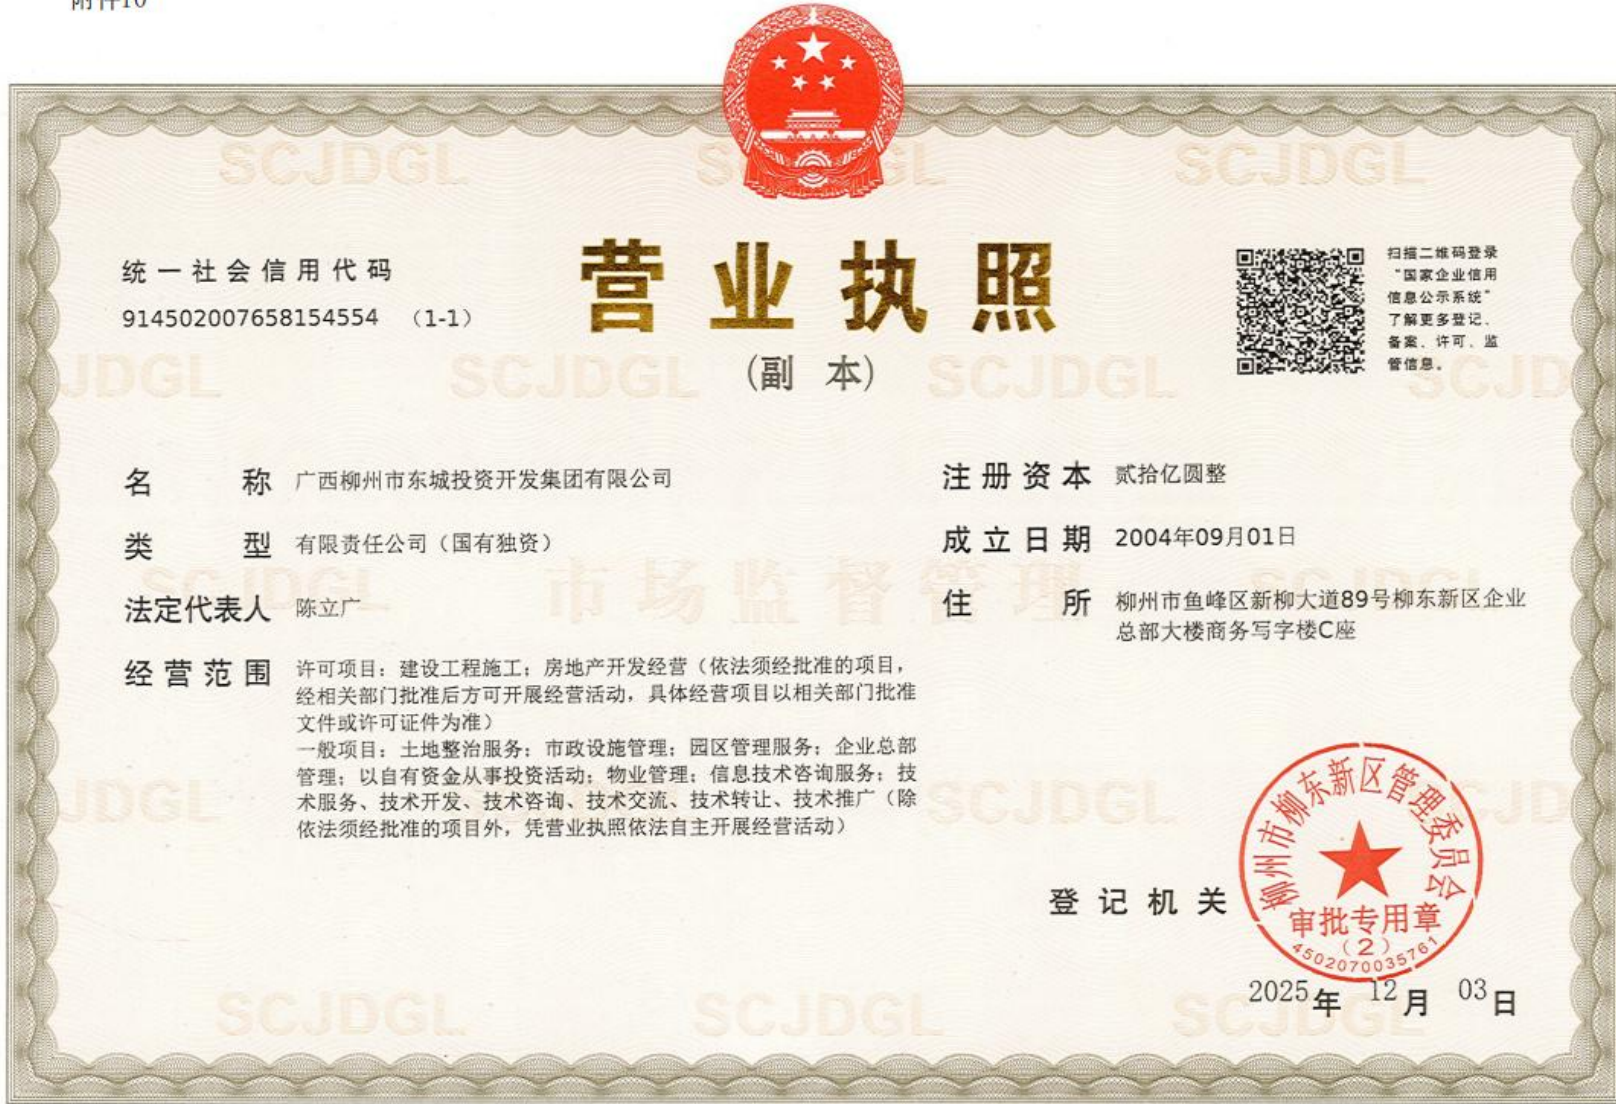 附件10
统一社会信用代码
914502007658154554 （1-1）
营业执照
(副 本)
扫描二维码登录
“国家企业信用
信息公示系统”
了解更多登记、
备案、许可、监
管信息。
名 称 广西柳州市东城投资开发集团有限公司
类 型 有限责任公司（国有独资）
法定代表人 陈立广
经营范围 许可项目：建设工程施工；房地产开发经营（依法须经批准的项目，
经相关部门批准后方可开展经营活动，具体经营项目以相关部门批准
文件或许可证件为准）
一般项目：土地整治服务；市政设施管理；园区管理服务；企业总部
管理；以自有资金从事投资活动；物业管理；信息技术咨询服务；技
术服务、技术开发、技术咨询、技术交流、技术转让、技术推广（除
依法须经批准的项目外，凭营业执照依法自主开展经营活动）
注册资本 贰拾亿圆整
成立日期 2004年09月01日
住 所 柳州市鱼峰区新柳大道89号柳东新区企业
总部大楼商务写字楼C座
登记机关
柳州市柳东新区管理委员会
审批专用章
（2）
4502070035761
2025年 12月 03日
SCJDGL
市场监督管理